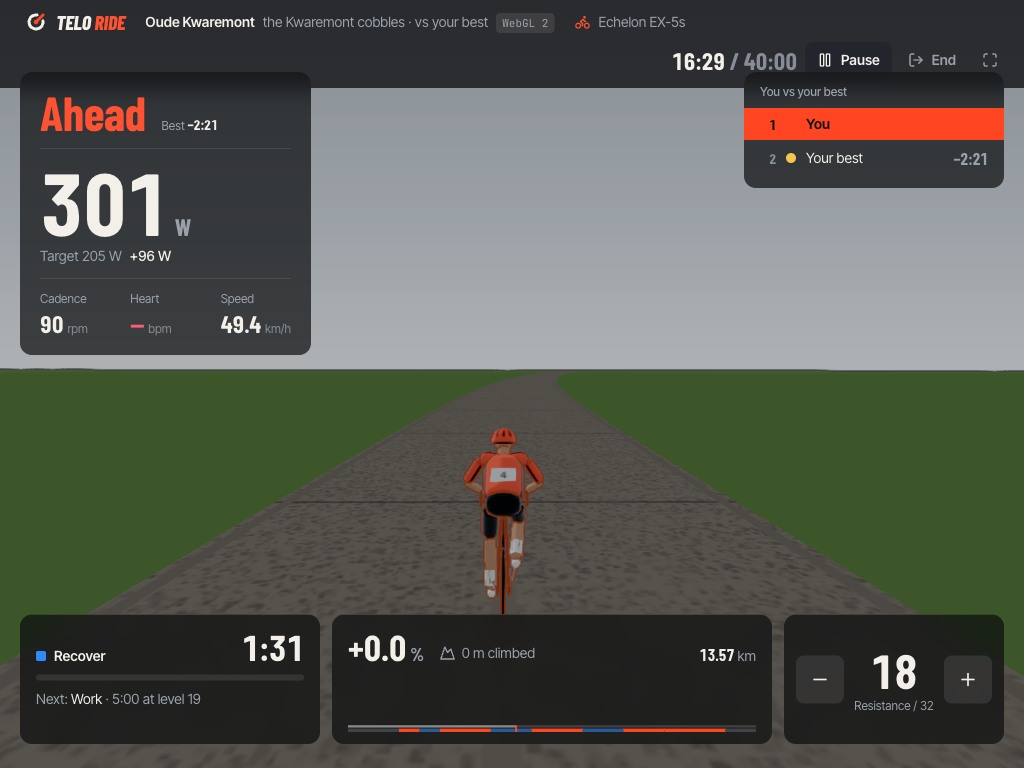 TELO RIDE
Oude Kwaremont the Kwaremont cobbles · vs your best WebGL 2 Echelon EX-5s
16:29 / 40:00 Pause End
Ahead Best −2:21
301 W
Target 205 W +96 W
Cadence Heart Speed
90 rpm – bpm 49.4 km/h
You vs your best
1 You
2 Your best −2:21
4
Recover 1:31
Next: Work · 5:00 at level 19
+0.0 % 0 m climbed 13.57 km
− 18 +
Resistance / 32